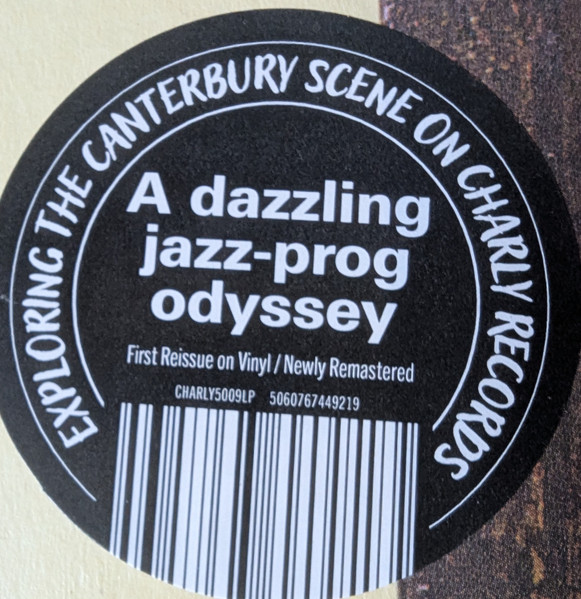 EXPLORING THE CANTERBURY SCENE ON CHARLY RECORDS
A dazzling
jazz-prog
odyssey
First Reissue on Vinyl / Newly Remastered
CHARLY5009LP 5060767449219